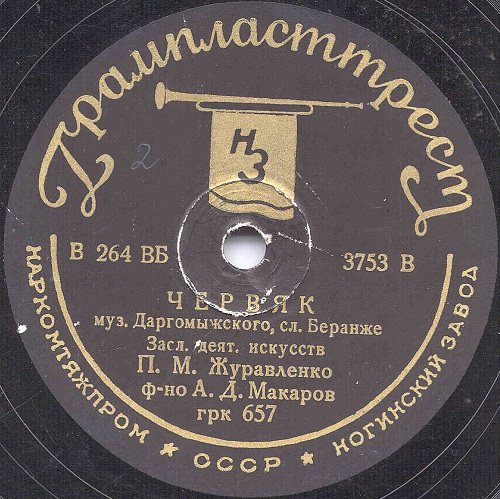 Грампласттрест
НЗ
2
В 264 ВБ
3753 В
ЧЕРВЯК
муз. Даргомыжского, сл. Беранже
Засл. деят. искусств
П. М. Журавленко
ф-но А. Д. Макаров
грк 657
НАРКОМТЯЖПРОМ ★ СССР ★ НОГИНСКИЙ ЗАВОД